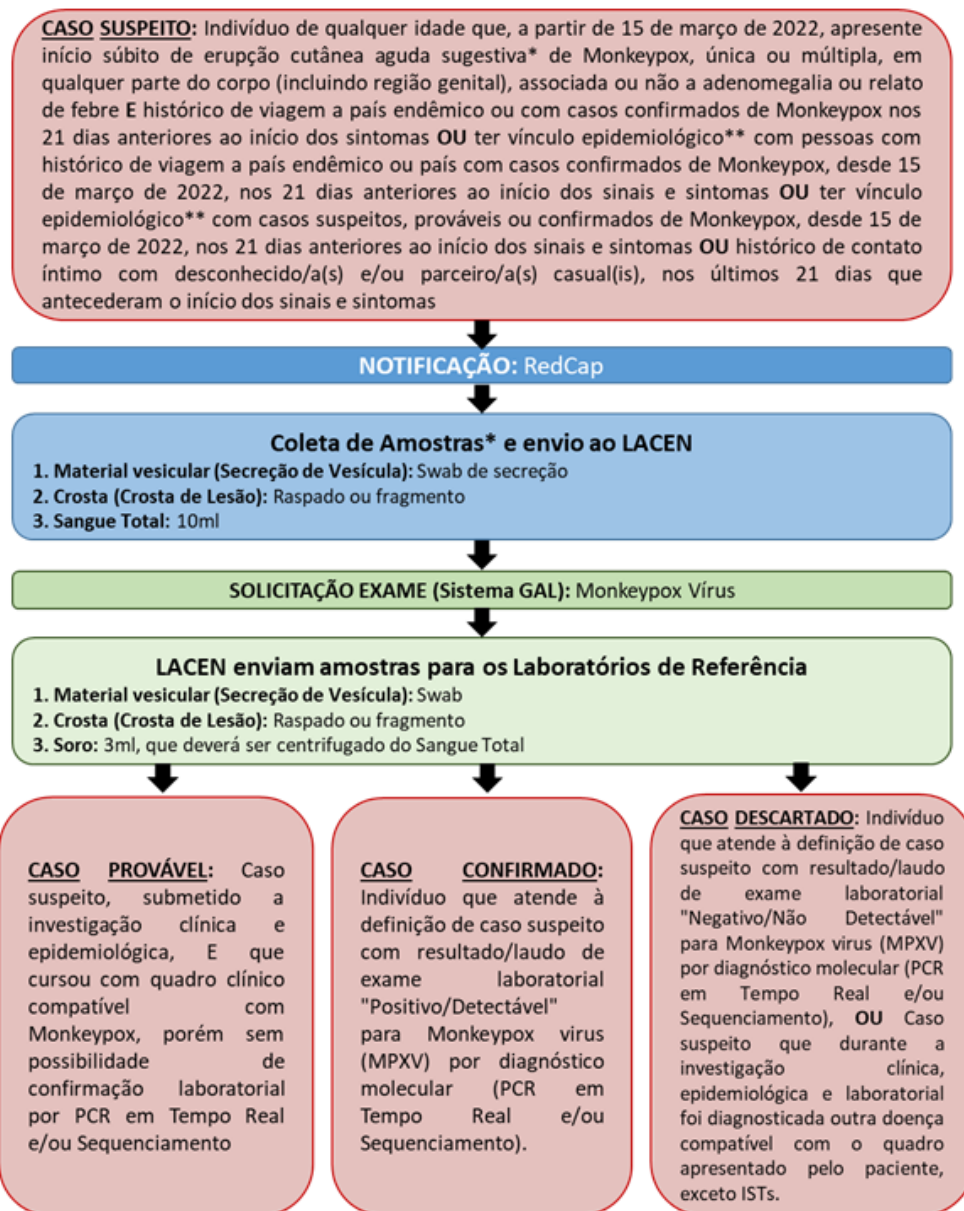 CASO SUSPEITO: Indivíduo de qualquer idade que, a partir de 15 de março de 2022, apresente
início súbito de erupção cutânea aguda sugestiva* de Monkeypox, única ou múltipla, em
qualquer parte do corpo (incluindo região genital), associada ou não a adenomegalia ou relato
de febre E histórico de viagem a país endêmico ou com casos confirmados de Monkeypox nos
21 dias anteriores ao início dos sintomas OU ter vínculo epidemiológico** com pessoas com
histórico de viagem a país endêmico ou país com casos confirmados de Monkeypox, desde 15
de março de 2022, nos 21 dias anteriores ao início dos sinais e sintomas OU ter vínculo
epidemiológico** com casos suspeitos, prováveis ou confirmados de Monkeypox, desde 15 de
março de 2022, nos 21 dias anteriores ao início dos sinais e sintomas OU histórico de contato
íntimo com desconhecido/a(s) e/ou parceiro/a(s) casual(is), nos últimos 21 dias que
antecederam o início dos sinais e sintomas
NOTIFICAÇÃO: RedCap
Coleta de Amostras* e envio ao LACEN
1. Material vesicular (Secreção de Vesícula): Swab de secreção
2. Crosta (Crosta de Lesão): Raspado ou fragmento
3. Sangue Total: 10ml
SOLICITAÇÃO EXAME (Sistema GAL): Monkeypox Vírus
LACEN enviam amostras para os Laboratórios de Referência
1. Material vesicular (Secreção de Vesícula): Swab
2. Crosta (Crosta de Lesão): Raspado ou fragmento
3. Soro: 3ml, que deverá ser centrifugado do Sangue Total
CASO PROVÁVEL: Caso
suspeito, submetido a
investigação clínica e
epidemiológica, E que
cursou com quadro clínico
compatível com
Monkeypox, porém sem
possibilidade de
confirmação laboratorial
por PCR em Tempo Real
e/ou Sequenciamento
CASO CONFIRMADO:
Indivíduo que atende à
definição de caso suspeito
com resultado/laudo de
exame laboratorial
"Positivo/Detectável"
para Monkeypox virus
(MPXV) por diagnóstico
molecular (PCR em
Tempo Real e/ou
Sequenciamento).
CASO DESCARTADO: Indivíduo
que atende à definição de caso
suspeito com resultado/laudo
de exame laboratorial
"Negativo/Não Detectável"
para Monkeypox virus (MPXV)
por diagnóstico molecular (PCR
em Tempo Real e/ou
Sequenciamento), OU Caso
suspeito que durante a
investigação clínica,
epidemiológica e laboratorial
foi diagnosticada outra doença
compatível com o quadro
apresentado pelo paciente,
exceto ISTs.